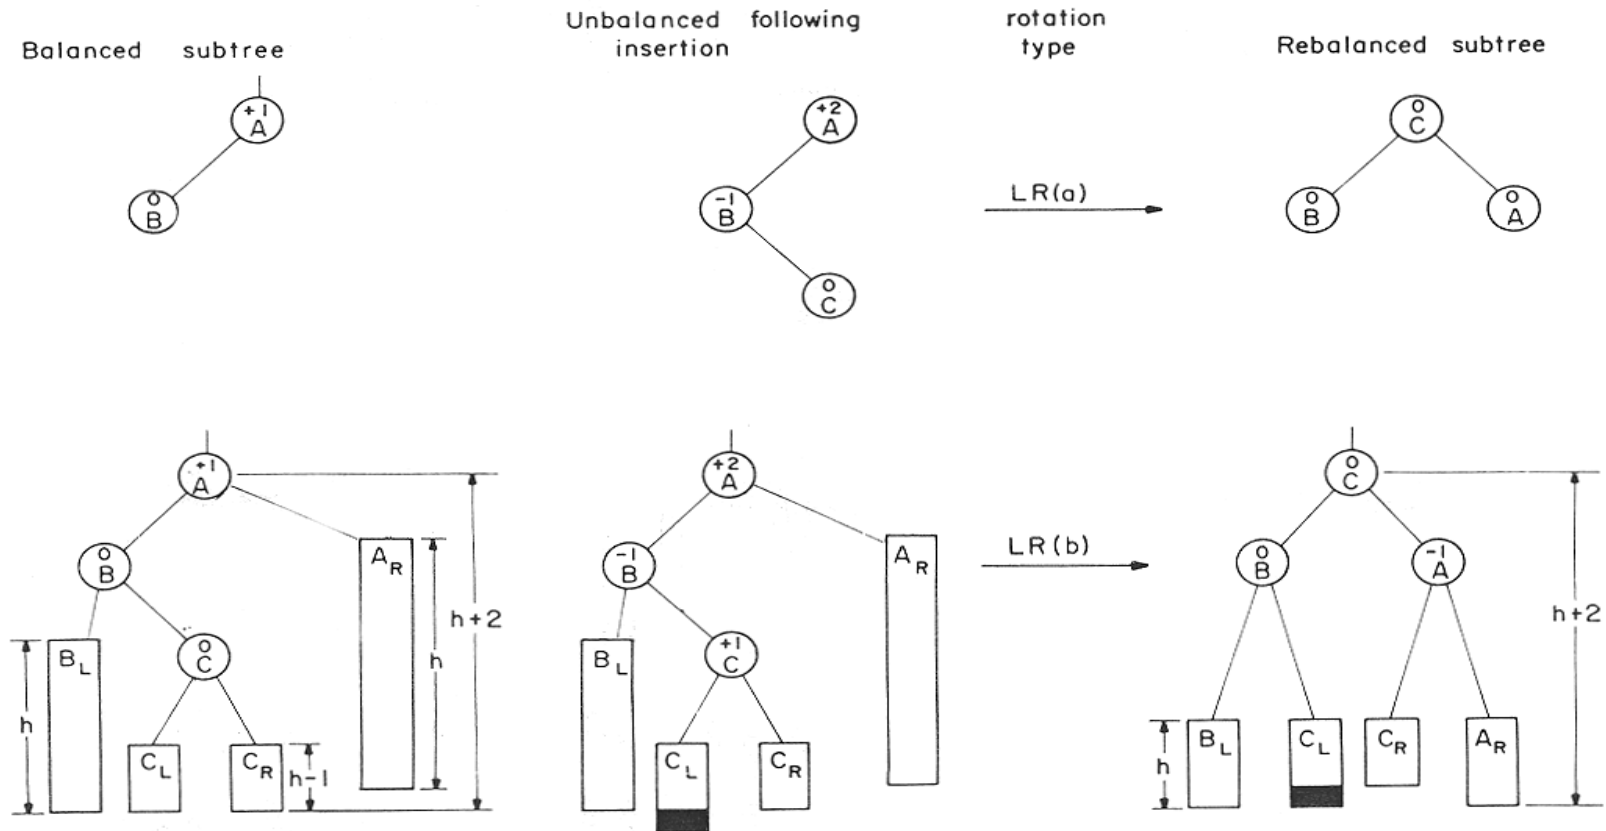 Balanced subtree
Unbalanced following
insertion
rotation
type
Rebalanced subtree
+1
A
0
B
+2
A
-1
B
0
C
LR(a)
0
C
0
B
0
A
+1
A
0
B
0
C
B L
C L
C R
A R
h
h-1
h
h+2
+2
A
-1
B
+1
C
B L
C L
C R
A R
LR(b)
0
C
0
B
-1
A
B L
C L
C R
A R
h
h+2